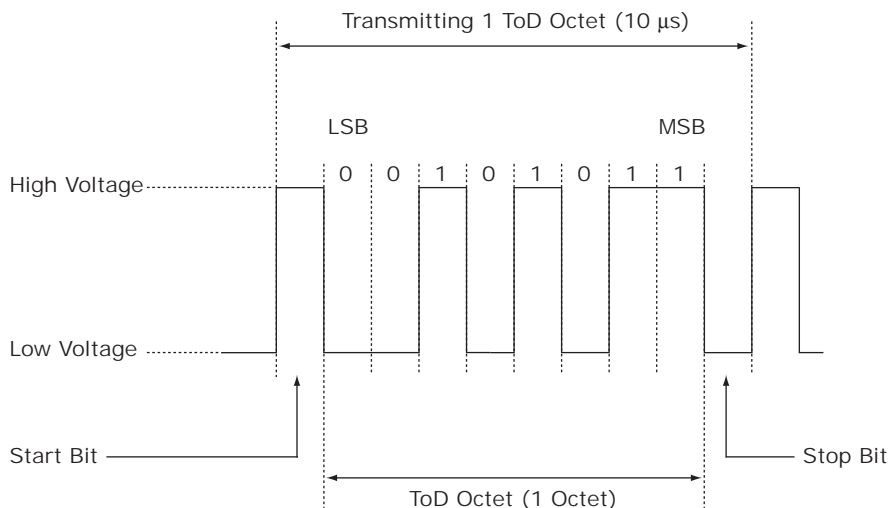 Transmitting 1 ToD Octet (10 μs)
LSB MSB
0 0 1 0 1 0 1 1
High Voltage
Low Voltage
Start Bit Stop Bit
ToD Octet (1 Octet)